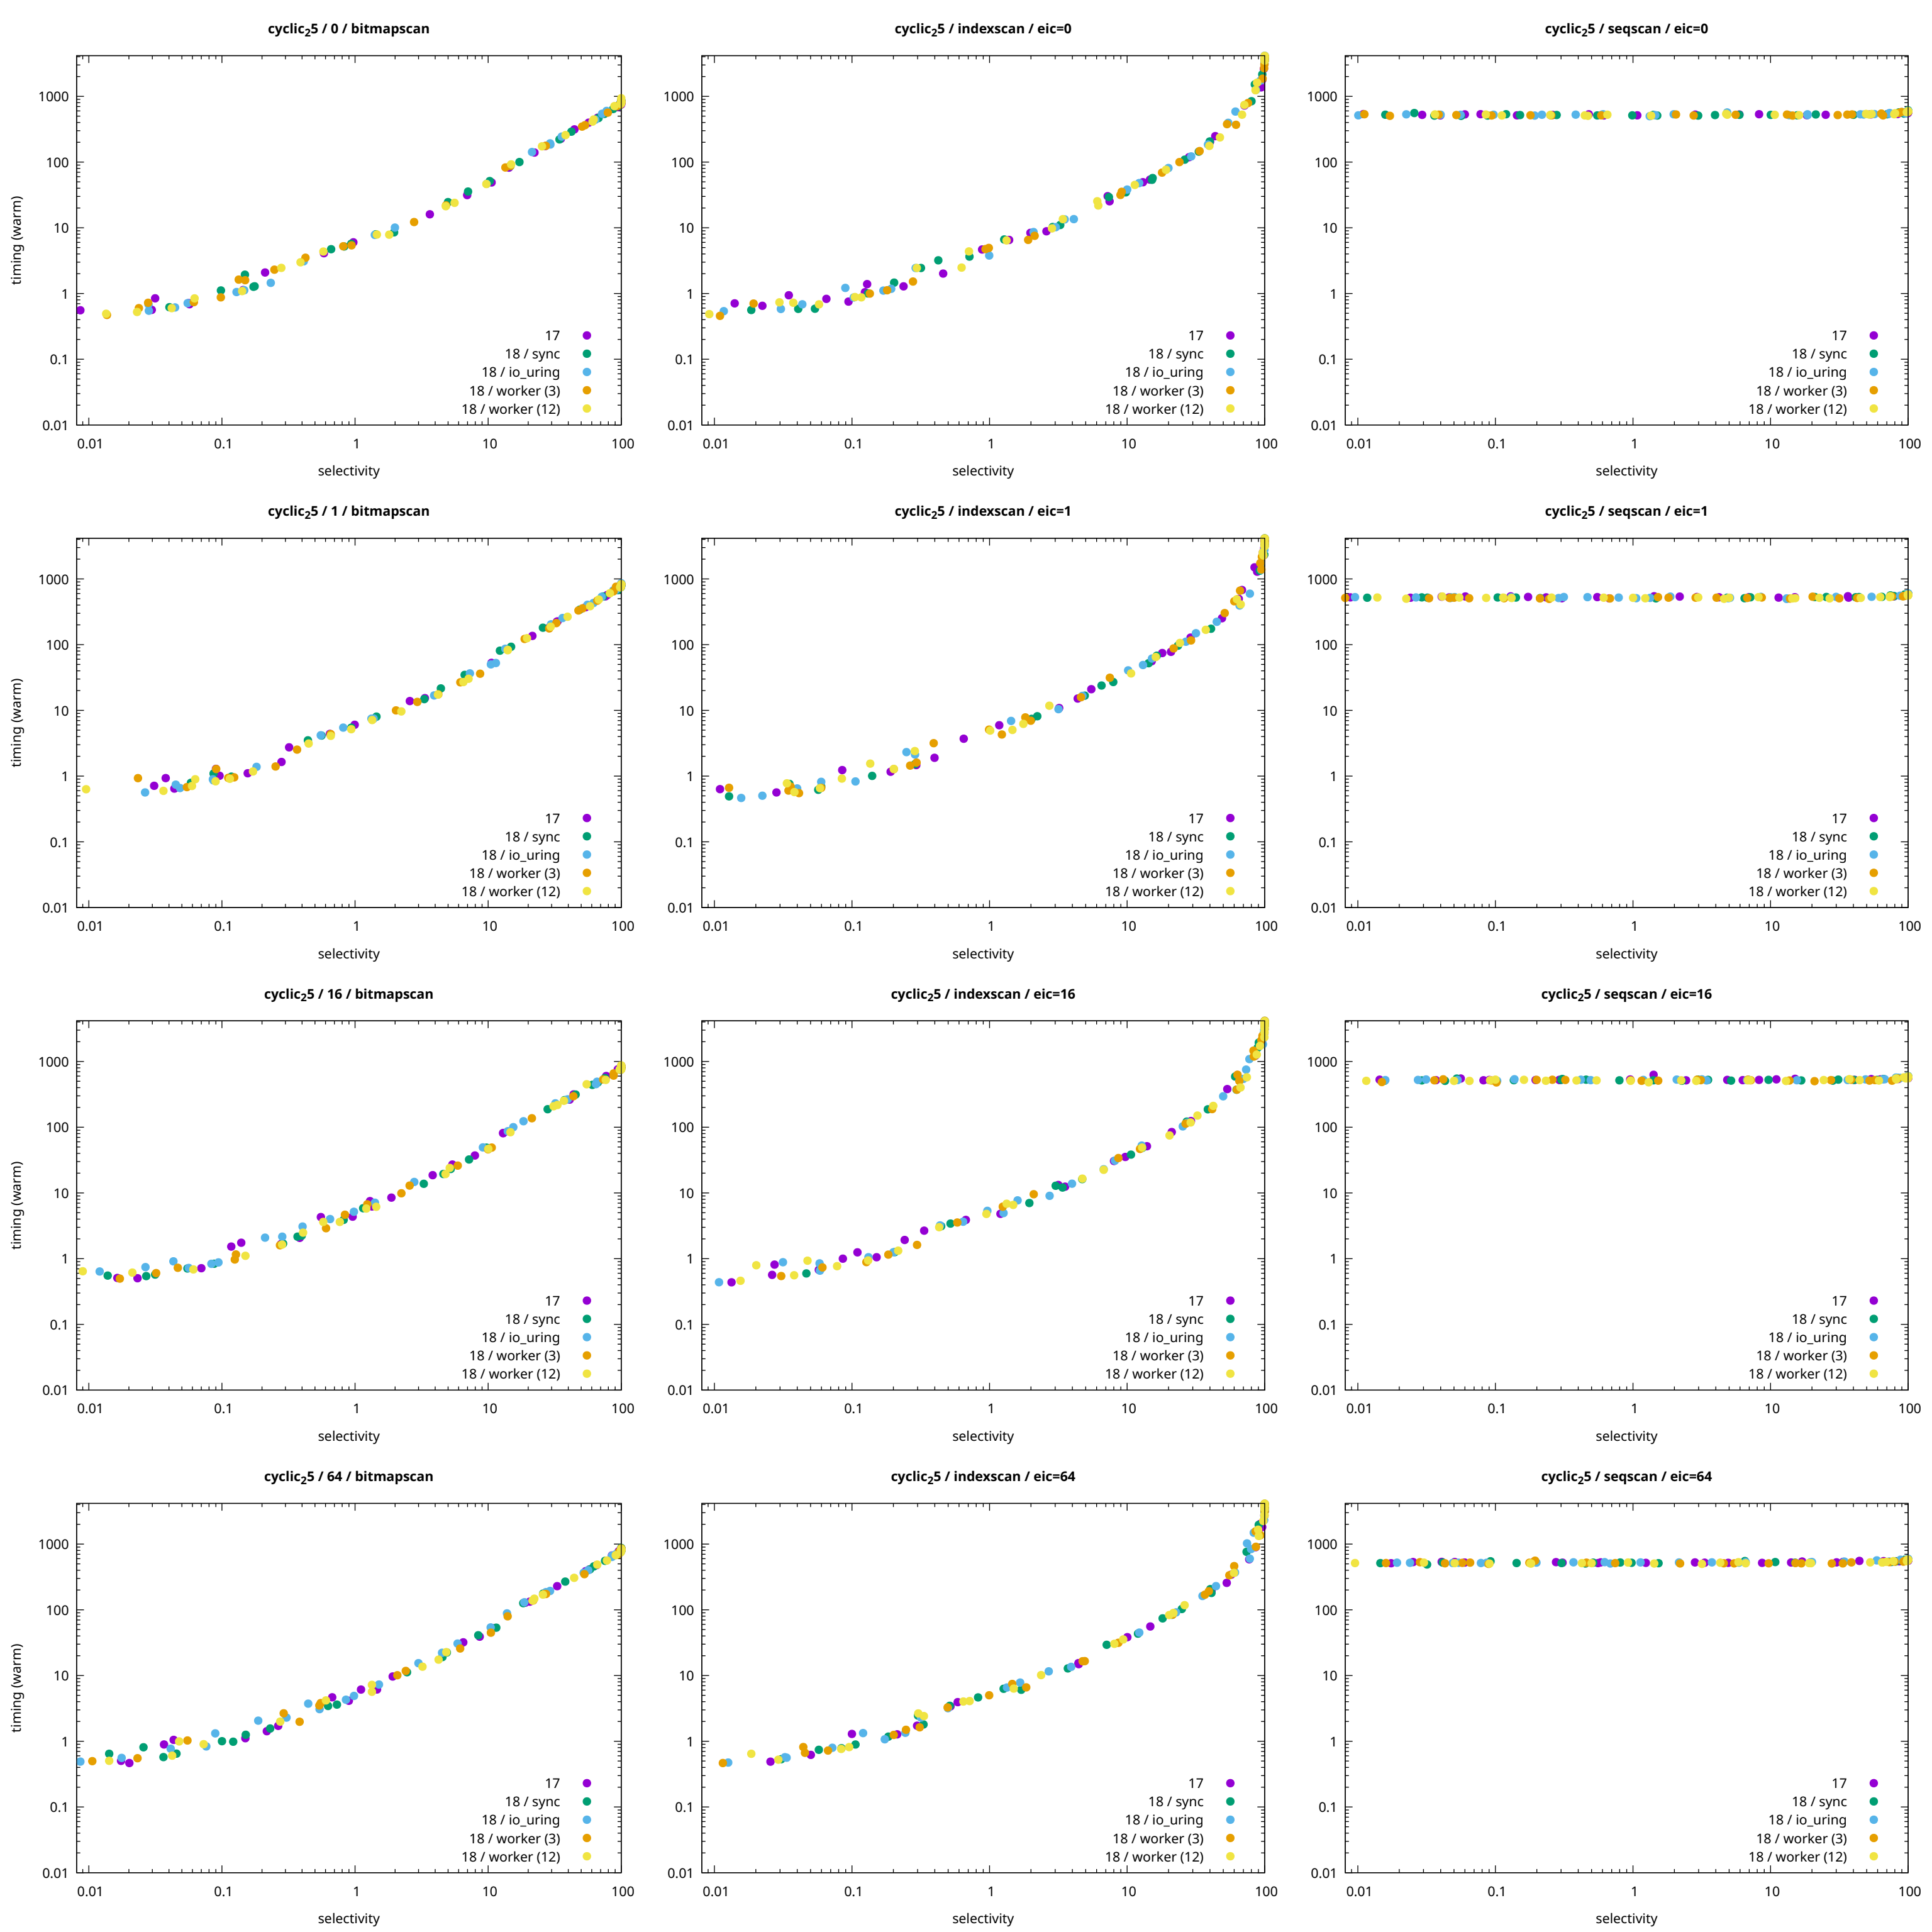 cyclic₂5 / 0 / bitmapscan
timing (warm)
1000
100
10
1
0.1
0.01
17
18 / sync
18 / io_uring
18 / worker (3)
18 / worker (12)
0.01 0.1 1 10 100
selectivity
cyclic₂5 / indexscan / eic=0
1000
100
10
1
0.1
0.01
17
18 / sync
18 / io_uring
18 / worker (3)
18 / worker (12)
0.01 0.1 1 10 100
selectivity
cyclic₂5 / seqscan / eic=0
1000
100
10
1
0.1
0.01
17
18 / sync
18 / io_uring
18 / worker (3)
18 / worker (12)
0.01 0.1 1 10 100
selectivity
cyclic₂5 / 1 / bitmapscan
timing (warm)
1000
100
10
1
0.1
0.01
17
18 / sync
18 / io_uring
18 / worker (3)
18 / worker (12)
0.01 0.1 1 10 100
selectivity
cyclic₂5 / indexscan / eic=1
1000
100
10
1
0.1
0.01
17
18 / sync
18 / io_uring
18 / worker (3)
18 / worker (12)
0.01 0.1 1 10 100
selectivity
cyclic₂5 / seqscan / eic=1
1000
100
10
1
0.1
0.01
17
18 / sync
18 / io_uring
18 / worker (3)
18 / worker (12)
0.01 0.1 1 10 100
selectivity
cyclic₂5 / 16 / bitmapscan
timing (warm)
1000
100
10
1
0.1
0.01
17
18 / sync
18 / io_uring
18 / worker (3)
18 / worker (12)
0.01 0.1 1 10 100
selectivity
cyclic₂5 / indexscan / eic=16
1000
100
10
1
0.1
0.01
17
18 / sync
18 / io_uring
18 / worker (3)
18 / worker (12)
0.01 0.1 1 10 100
selectivity
cyclic₂5 / seqscan / eic=16
1000
100
10
1
0.1
0.01
17
18 / sync
18 / io_uring
18 / worker (3)
18 / worker (12)
0.01 0.1 1 10 100
selectivity
cyclic₂5 / 64 / bitmapscan
timing (warm)
1000
100
10
1
0.1
0.01
17
18 / sync
18 / io_uring
18 / worker (3)
18 / worker (12)
0.01 0.1 1 10 100
selectivity
cyclic₂5 / indexscan / eic=64
1000
100
10
1
0.1
0.01
17
18 / sync
18 / io_uring
18 / worker (3)
18 / worker (12)
0.01 0.1 1 10 100
selectivity
cyclic₂5 / seqscan / eic=64
1000
100
10
1
0.1
0.01
17
18 / sync
18 / io_uring
18 / worker (3)
18 / worker (12)
0.01 0.1 1 10 100
selectivity